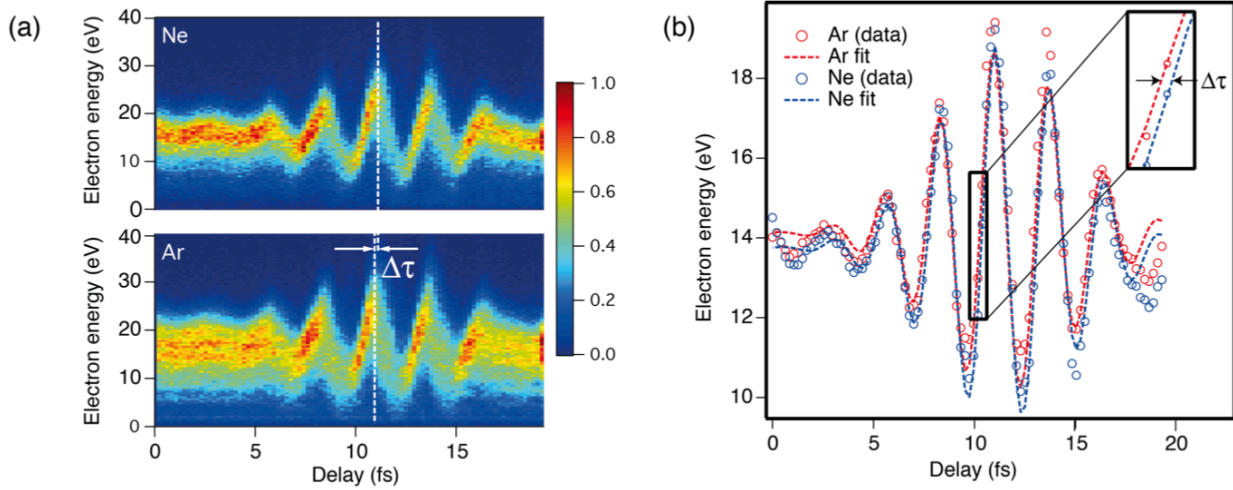 (a)
Ne
Electron energy (eV)
40
30
20
10
0
Ar
Δτ
Electron energy (eV)
40
30
20
10
0
0
5
10
15
Delay (fs)
1.0
0.8
0.6
0.4
0.2
0.0
(b)
Ar (data)
Ar fit
Ne (data)
Ne fit
Δτ
Electron energy (eV)
18
16
14
12
10
0
5
10
15
20
Delay (fs)